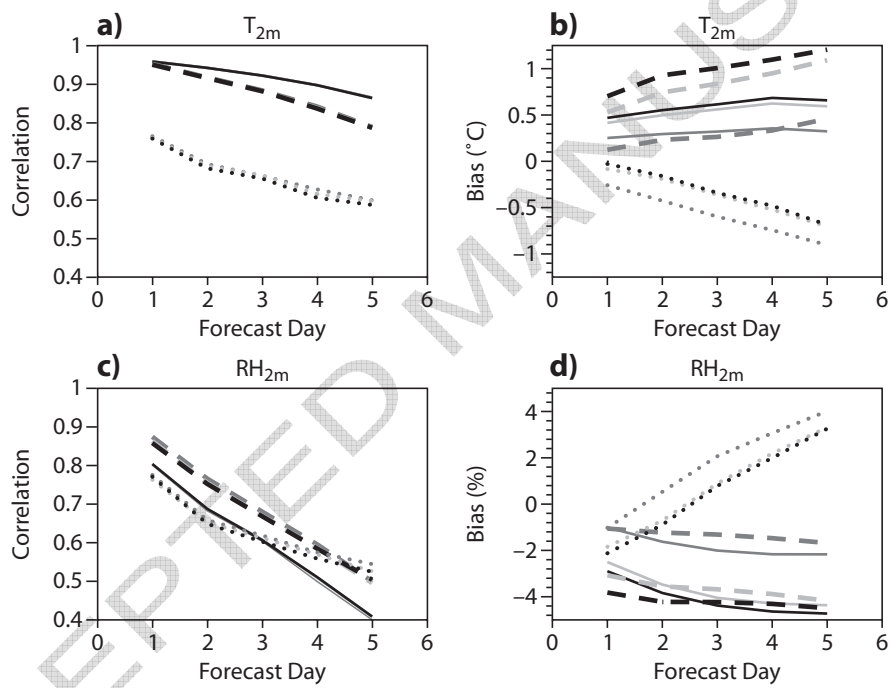 a)
T2m
1
0.9
0.8
0.7
0.6
0.5
0.4
Correlation
0 1 2 3 4 5 6
Forecast Day
b)
T2m
1
0.5
0
−0.5
−1
Bias (˚C)
0 1 2 3 4 5 6
Forecast Day
c)
RH2m
1
0.9
0.8
0.7
0.6
0.5
0.4
Correlation
0 1 2 3 4 5 6
Forecast Day
d)
RH2m
4
2
0
−2
−4
Bias (%)
0 1 2 3 4 5 6
Forecast Day
EPTED MANUS